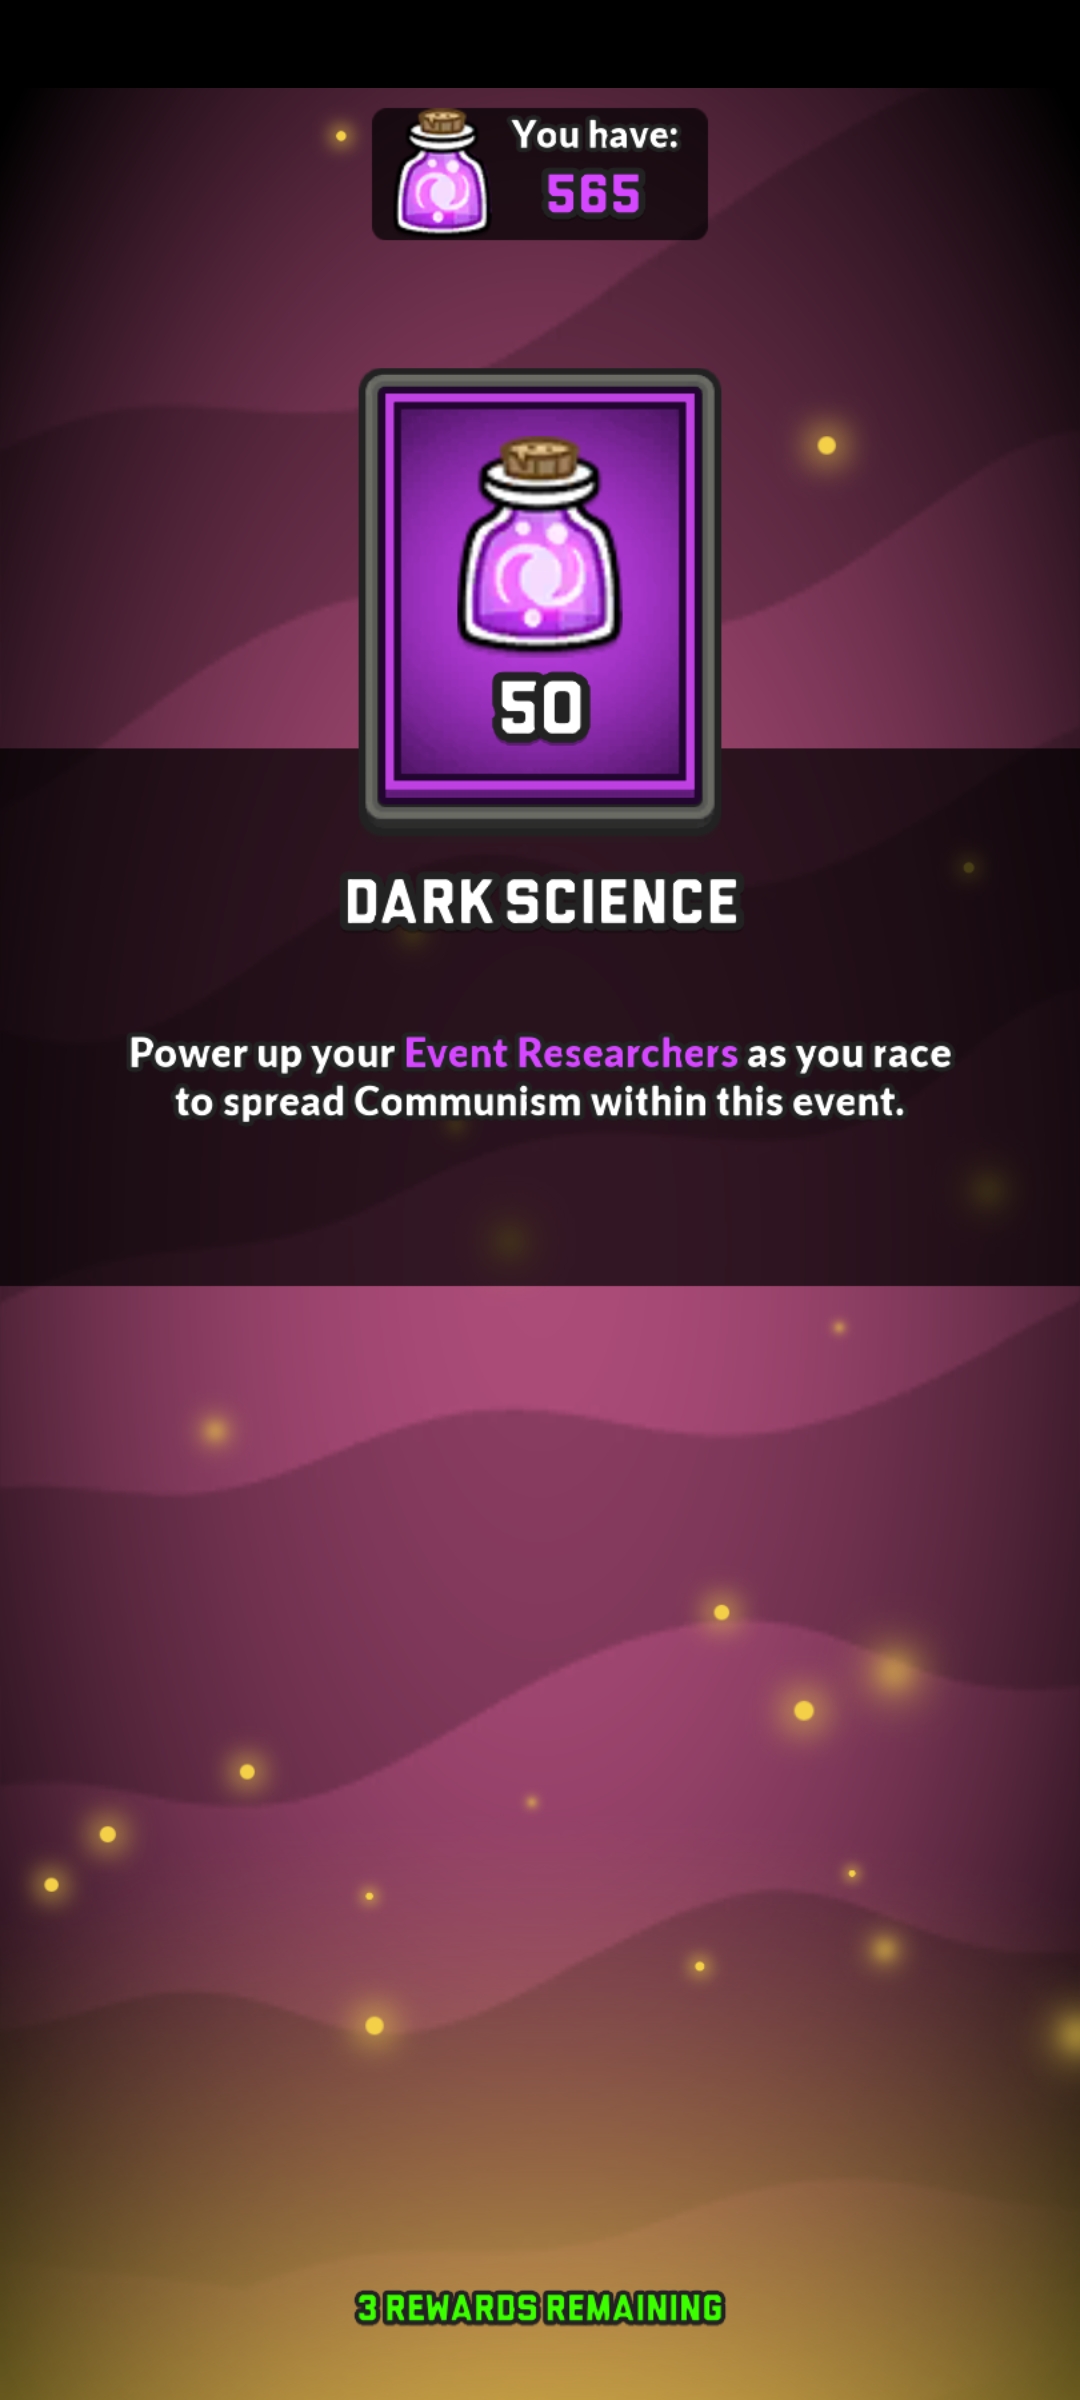 You have:
565
50
DARK SCIENCE
Power up your Event Researchers as you race
to spread Communism within this event.
3 REWARDS REMAINING